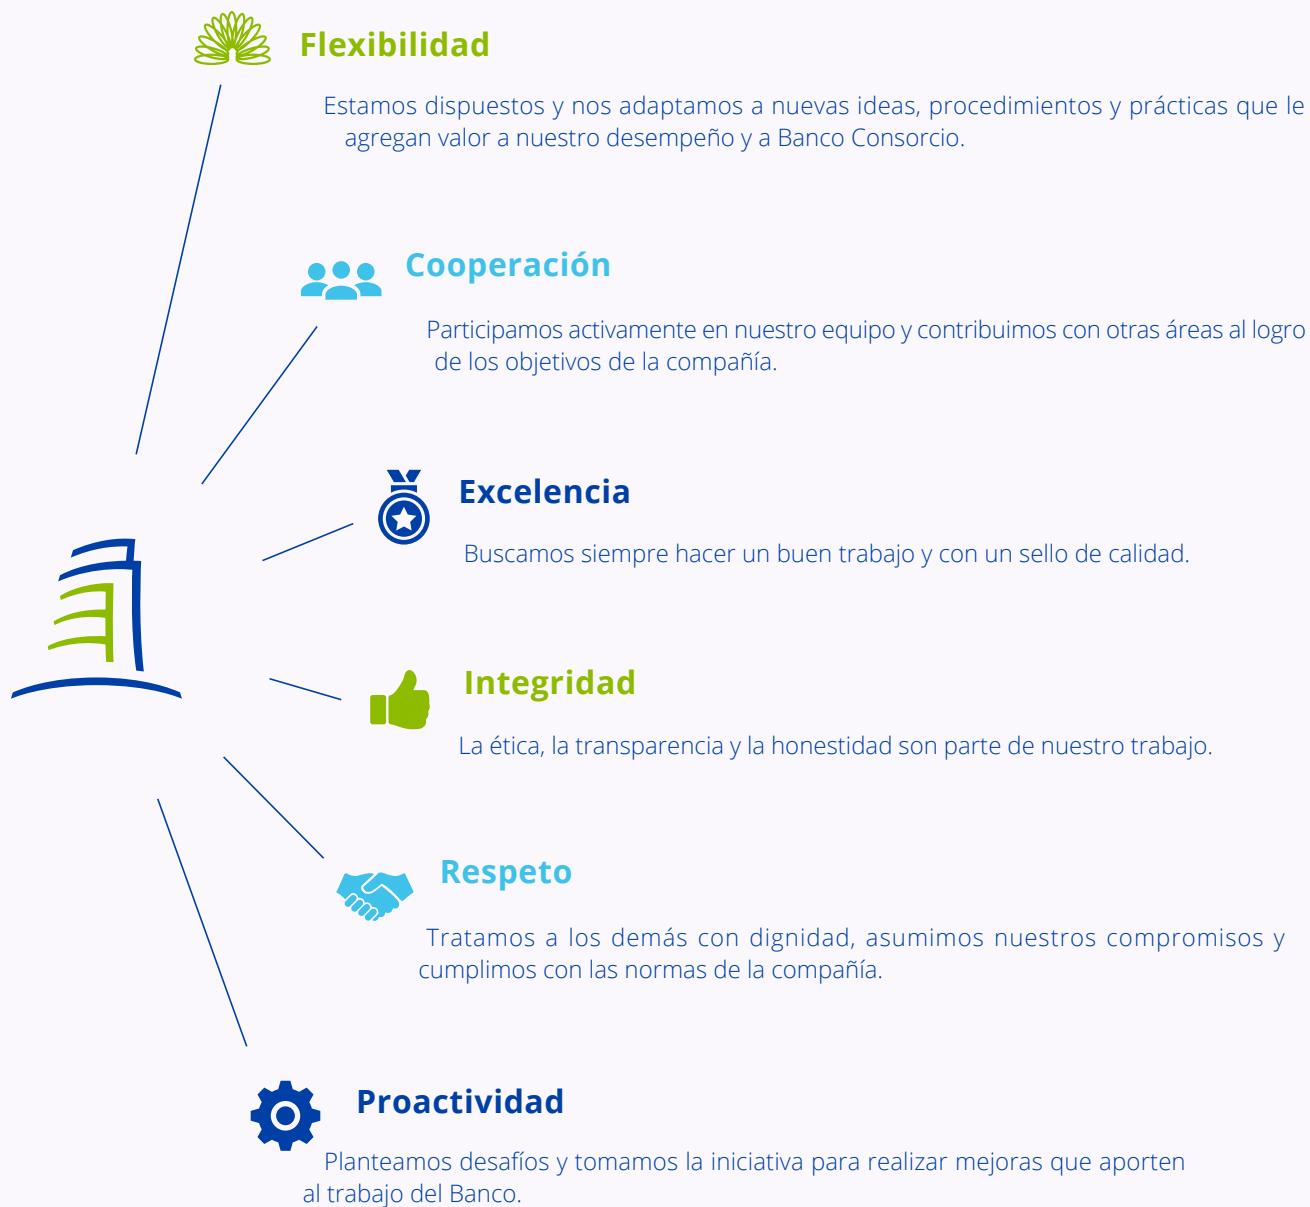 Flexibilidad
Estamos dispuestos y nos adaptamos a nuevas ideas, procedimientos y prácticas que le
agregan valor a nuestro desempeño y a Banco Consorcio.
Cooperación
Participamos activamente en nuestro equipo y contribuimos con otras áreas al logro
de los objetivos de la compañía.
Excelencia
Buscamos siempre hacer un buen trabajo y con un sello de calidad.
Integridad
La ética, la transparencia y la honestidad son parte de nuestro trabajo.
Respeto
Tratamos a los demás con dignidad, asumimos nuestros compromisos y
cumplimos con las normas de la compañía.
Proactividad
Planteamos desafíos y tomamos la iniciativa para realizar mejoras que aporten
al trabajo del Banco.